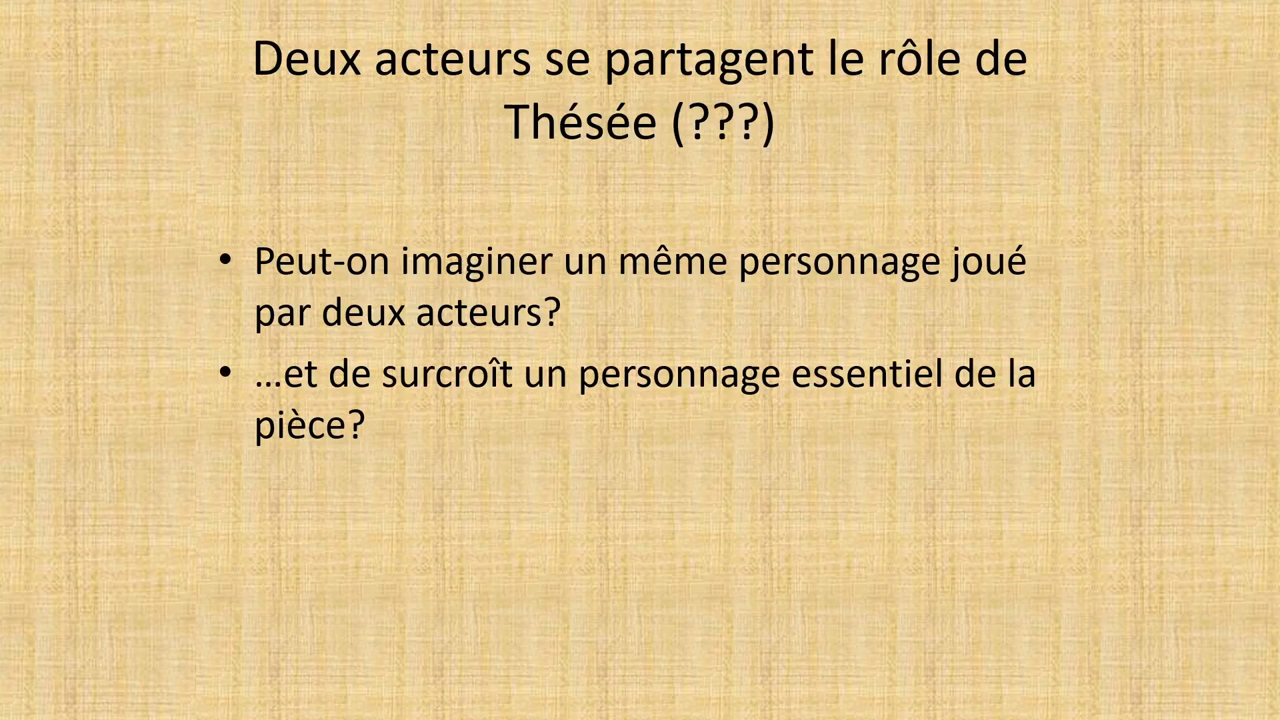 Deux acteurs se partagent le rôle de
Thésée (???)
• Peut-on imaginer un même personnage joué
par deux acteurs?
• …et de surcroît un personnage essentiel de la
pièce?